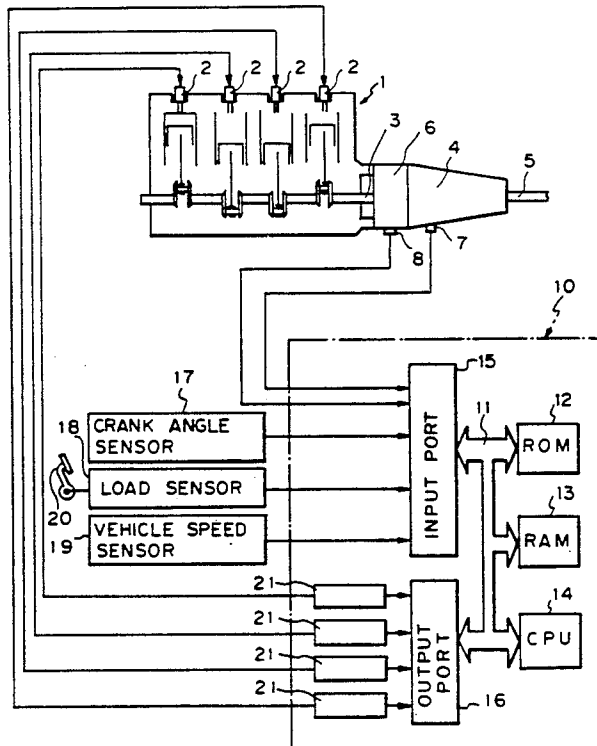 2 2 2 2 1
3 6 4 5
8 7
10
17 15
CRANK ANGLE
SENSOR
18
LOAD SENSOR
20
19
VEHICLE SPEED
SENSOR
INPUT PORT
11 12
ROM
13
RAM
14
CPU
21
21
21
21
OUTPUT
PORT
16